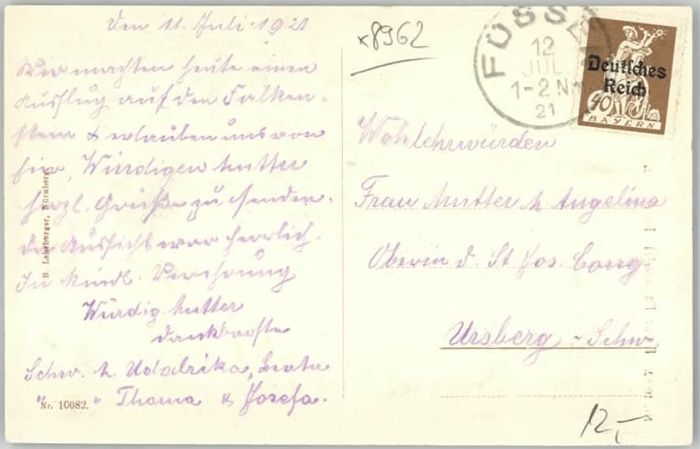 Den 11. Juli 1921
Wir machten heute einen
Ausflug auf den Falken-
stein & erlauben uns von
hier, Würdigen Mutter
herzl. Grüße zu senden.
Die Aussicht war herrlich.
In kindl. Verehrung
Würdig Mutter
dankbarste
Schw. M. Udalrika, Beata
" " Thoma & Josefa.
Nr. 10082.
H. Lehrburger, Nürnberg
x8962
FÜSSEN
12
JUL
1-2 N
21
Deutsches
Reich
40
BAYERN
Wohlehrwürden
Frau Mutter M. Angelina
Oberin d. St. Jos. Cong.
Ursberg - Schw.
12,-